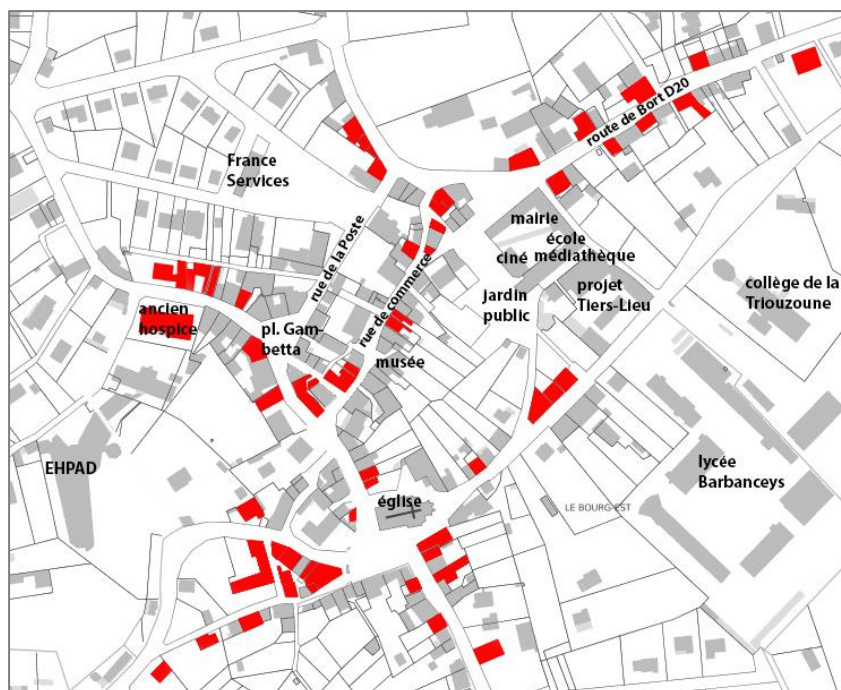 route de Bort D20
France
Services
mairie
école
ciné
médiathèque
rue de la Poste
rue de commerce
projet
Tiers-Lieu
collège de la
Triouzoune
jardin
public
ancien
hospice
pl. Gam-
betta
musée
EHPAD
lycée
Barbanceys
église
LE BOURG-EST